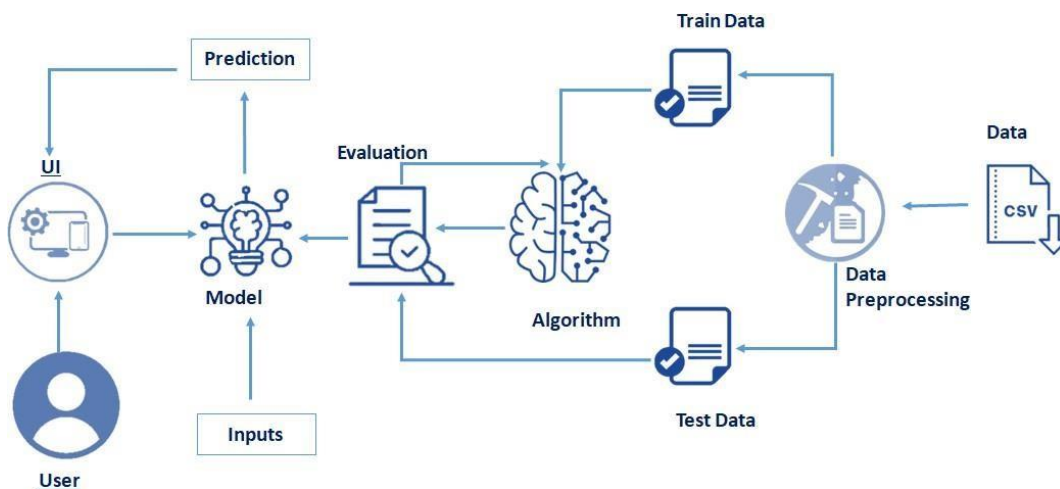 Train Data
Prediction
Data
Evaluation
UI
CSV
Data
Preprocessing
Model
Algorithm
Test Data
Inputs
User